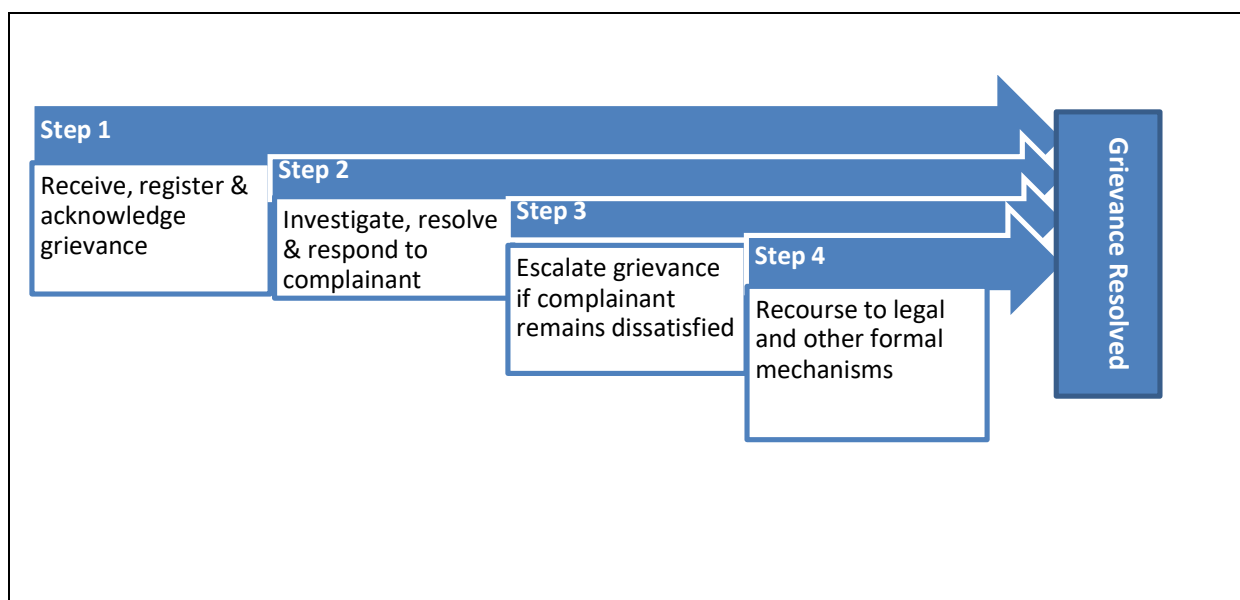 Step 1
Receive, register &
acknowledge
grievance
Step 2
Investigate, resolve
& respond to
complainant
Step 3
Escalate grievance
if complainant
remains dissatisfied
Step 4
Recourse to legal
and other formal
mechanisms
Grievance Resolved